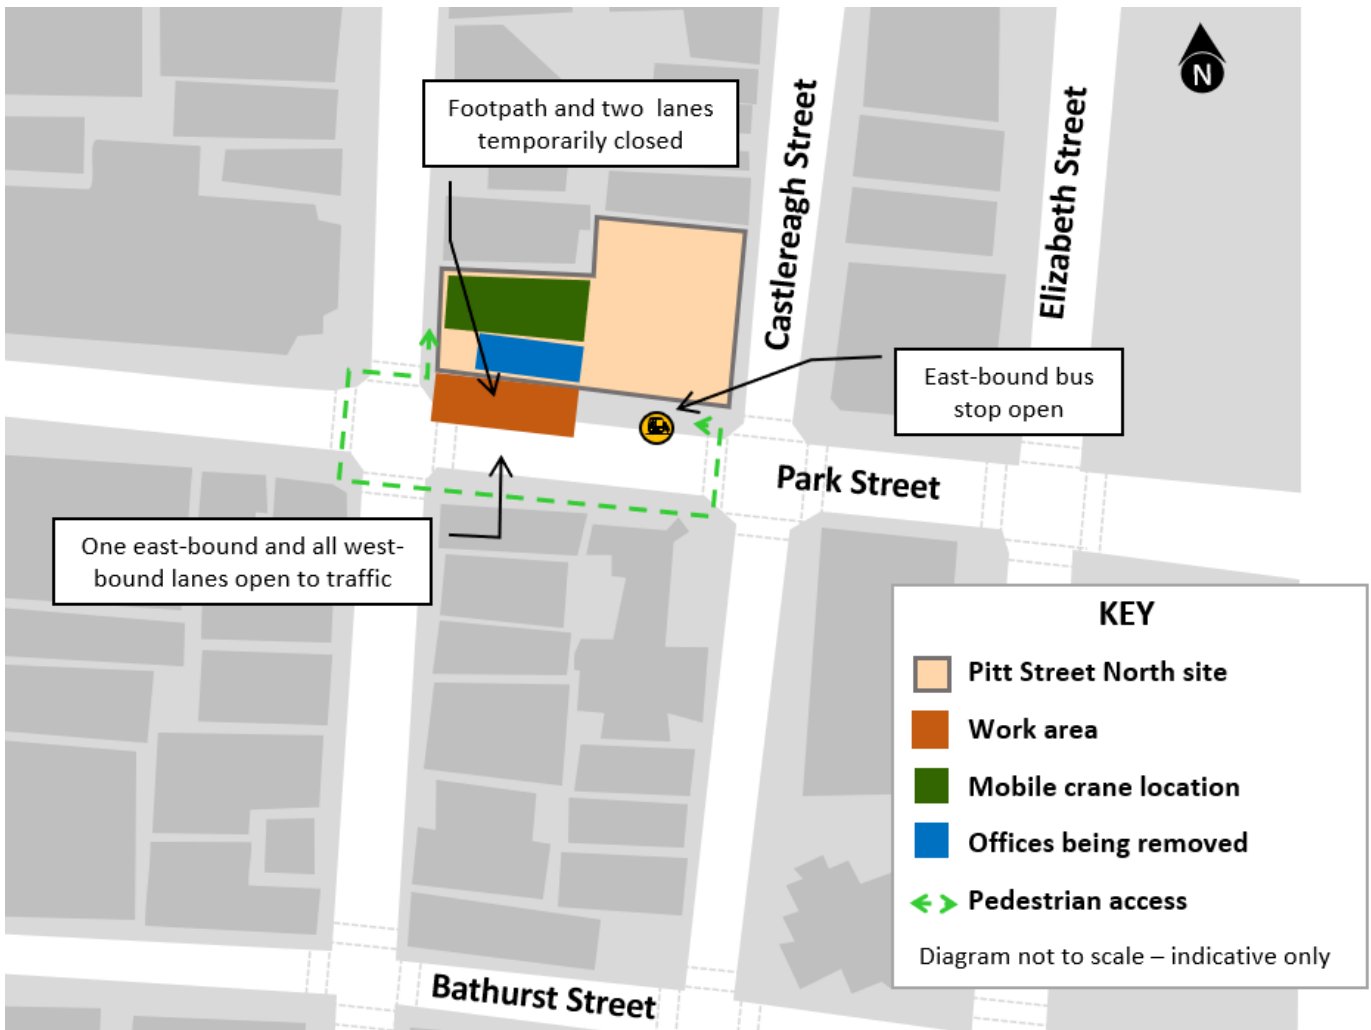 N
Footpath and two lanes
temporarily closed
Castlereagh Street
Elizabeth Street
East-bound bus
stop open
Park Street
One east-bound and all west-
bound lanes open to traffic
KEY
Pitt Street North site
Work area
Mobile crane location
Offices being removed
Pedestrian access
Diagram not to scale – indicative only
Bathurst Street